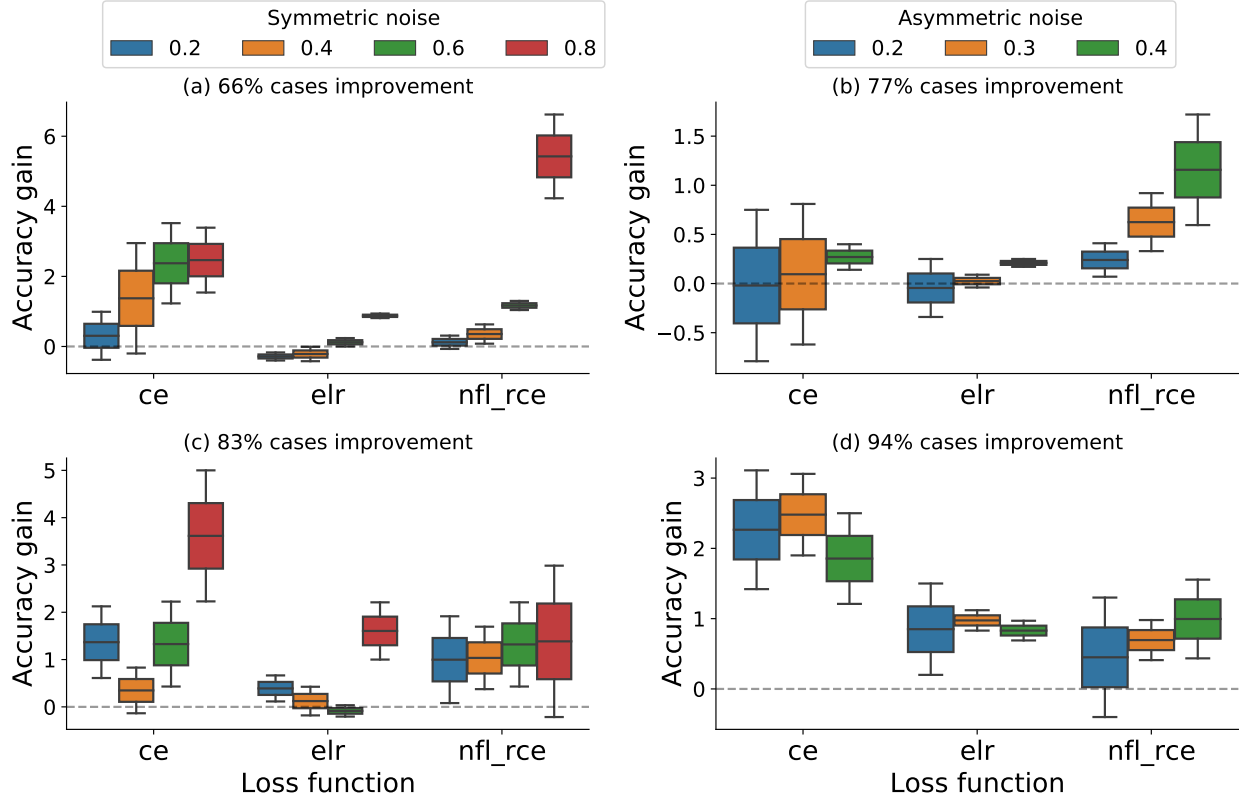 Symmetric noise
0.2 0.4 0.6 0.8
Asymmetric noise
0.2 0.3 0.4
(a) 66% cases improvement
Accuracy gain
6
4
2
0
ce elr nfl_rce
(b) 77% cases improvement
Accuracy gain
1.5
1.0
0.5
0.0
−0.5
ce elr nfl_rce
(c) 83% cases improvement
Accuracy gain
5
4
3
2
1
0
ce elr nfl_rce
Loss function
(d) 94% cases improvement
Accuracy gain
3
2
1
0
ce elr nfl_rce
Loss function